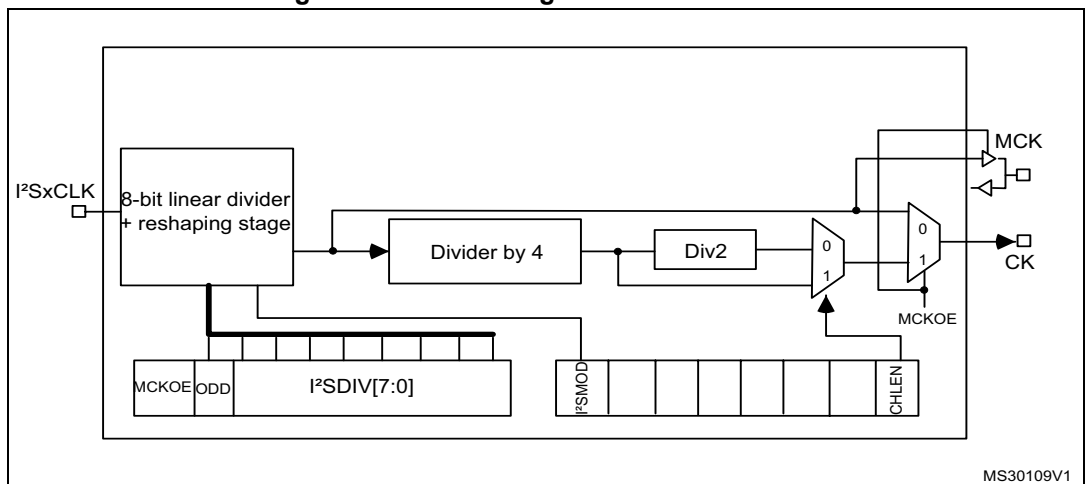 MCK
I²SxCLK
8-bit linear divider
+ reshaping stage
Divider by 4
Div2
0
1
0
1
CK
MCKOE
MCKOE
ODD
I²SDIV[7:0]
I²SMOD
CHLEN
MS30109V1